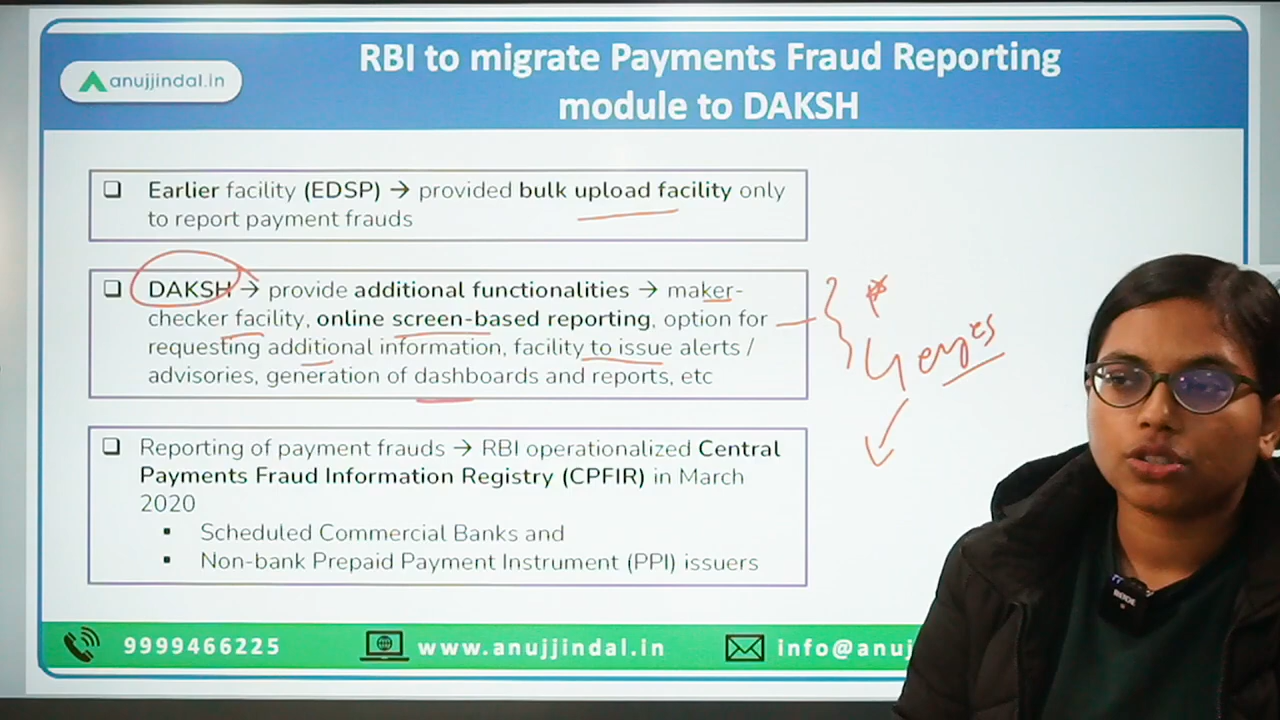 RBI to migrate Payments Fraud Reporting
module to DAKSH
anujjindal.in
❑ Earlier facility (EDSP) → provided bulk upload facility only
to report payment frauds
❑ DAKSH → provide additional functionalities → maker-
checker facility, online screen-based reporting, option for
requesting additional information, facility to issue alerts /
advisories, generation of dashboards and reports, etc
*
4 eyes
❑ Reporting of payment frauds → RBI operationalized Central
Payments Fraud Information Registry (CPFIR) in March
2020
▪ Scheduled Commercial Banks and
▪ Non-bank Prepaid Payment Instrument (PPI) issuers
9999466225
www.anujjindal.in
info@anuj